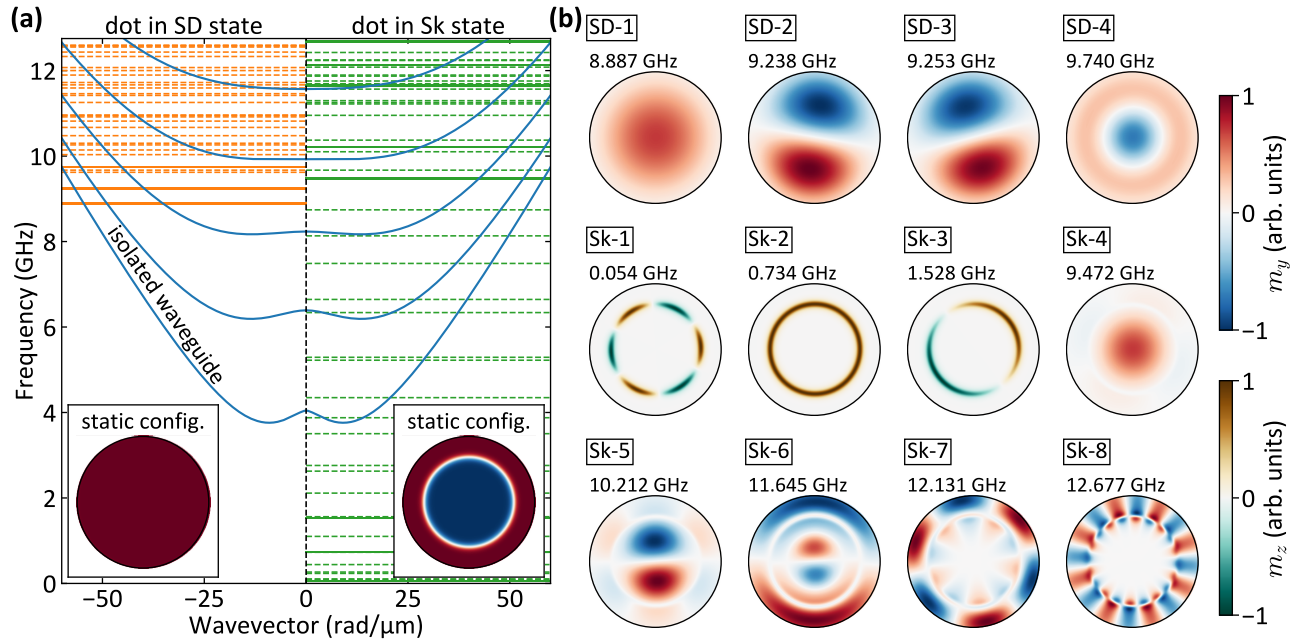 (a)
dot in SD state
dot in Sk state
Frequency (GHz)
12
10
8
6
4
2
0
isolated waveguide
static config.
static config.
−50
−25
0
25
50
Wavevector (rad/μm)
(b)
SD-1
SD-2
SD-3
SD-4
8.887 GHz
9.238 GHz
9.253 GHz
9.740 GHz
Sk-1
Sk-2
Sk-3
Sk-4
0.054 GHz
0.734 GHz
1.528 GHz
9.472 GHz
Sk-5
Sk-6
Sk-7
Sk-8
10.212 GHz
11.645 GHz
12.131 GHz
12.677 GHz
1
0
−1
m_y (arb. units)
1
0
−1
m_z (arb. units)